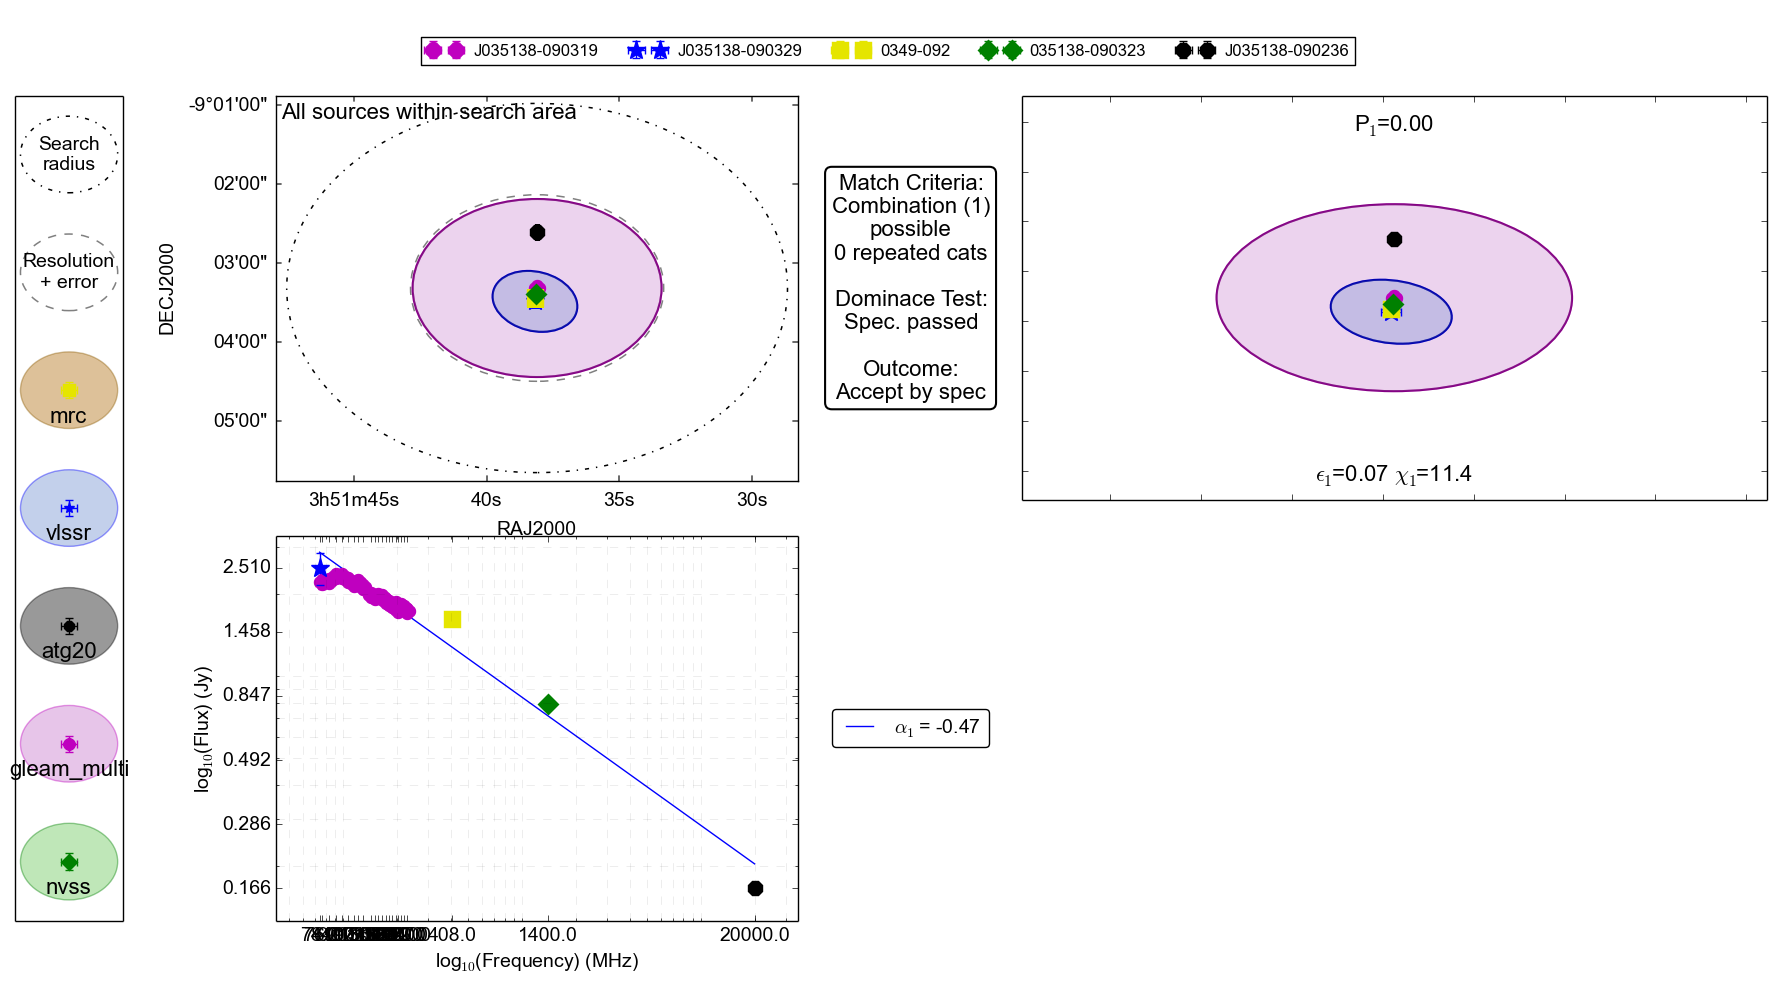 J035138-090319 J035138-090329 0349-092 035138-090323 J035138-090236
Search
radius
Resolution
+ error
mrc
vlssr
atg20
gleam_multi
nvss
All sources within search area
-9°01'00"
02'00"
03'00"
04'00"
05'00"
DECJ2000
3h51m45s 40s 35s 30s
RAJ2000
Match Criteria:
Combination (1)
possible
0 repeated cats
Dominace Test:
Spec. passed
Outcome:
Accept by spec
P₁=0.00
ϵ₁=0.07 χ₁=11.4
2.510
1.458
0.847
0.492
0.286
0.166
log₁₀(Flux) (Jy)
408.0 1400.0 20000.0
log₁₀(Frequency) (MHz)
α₁ = -0.47